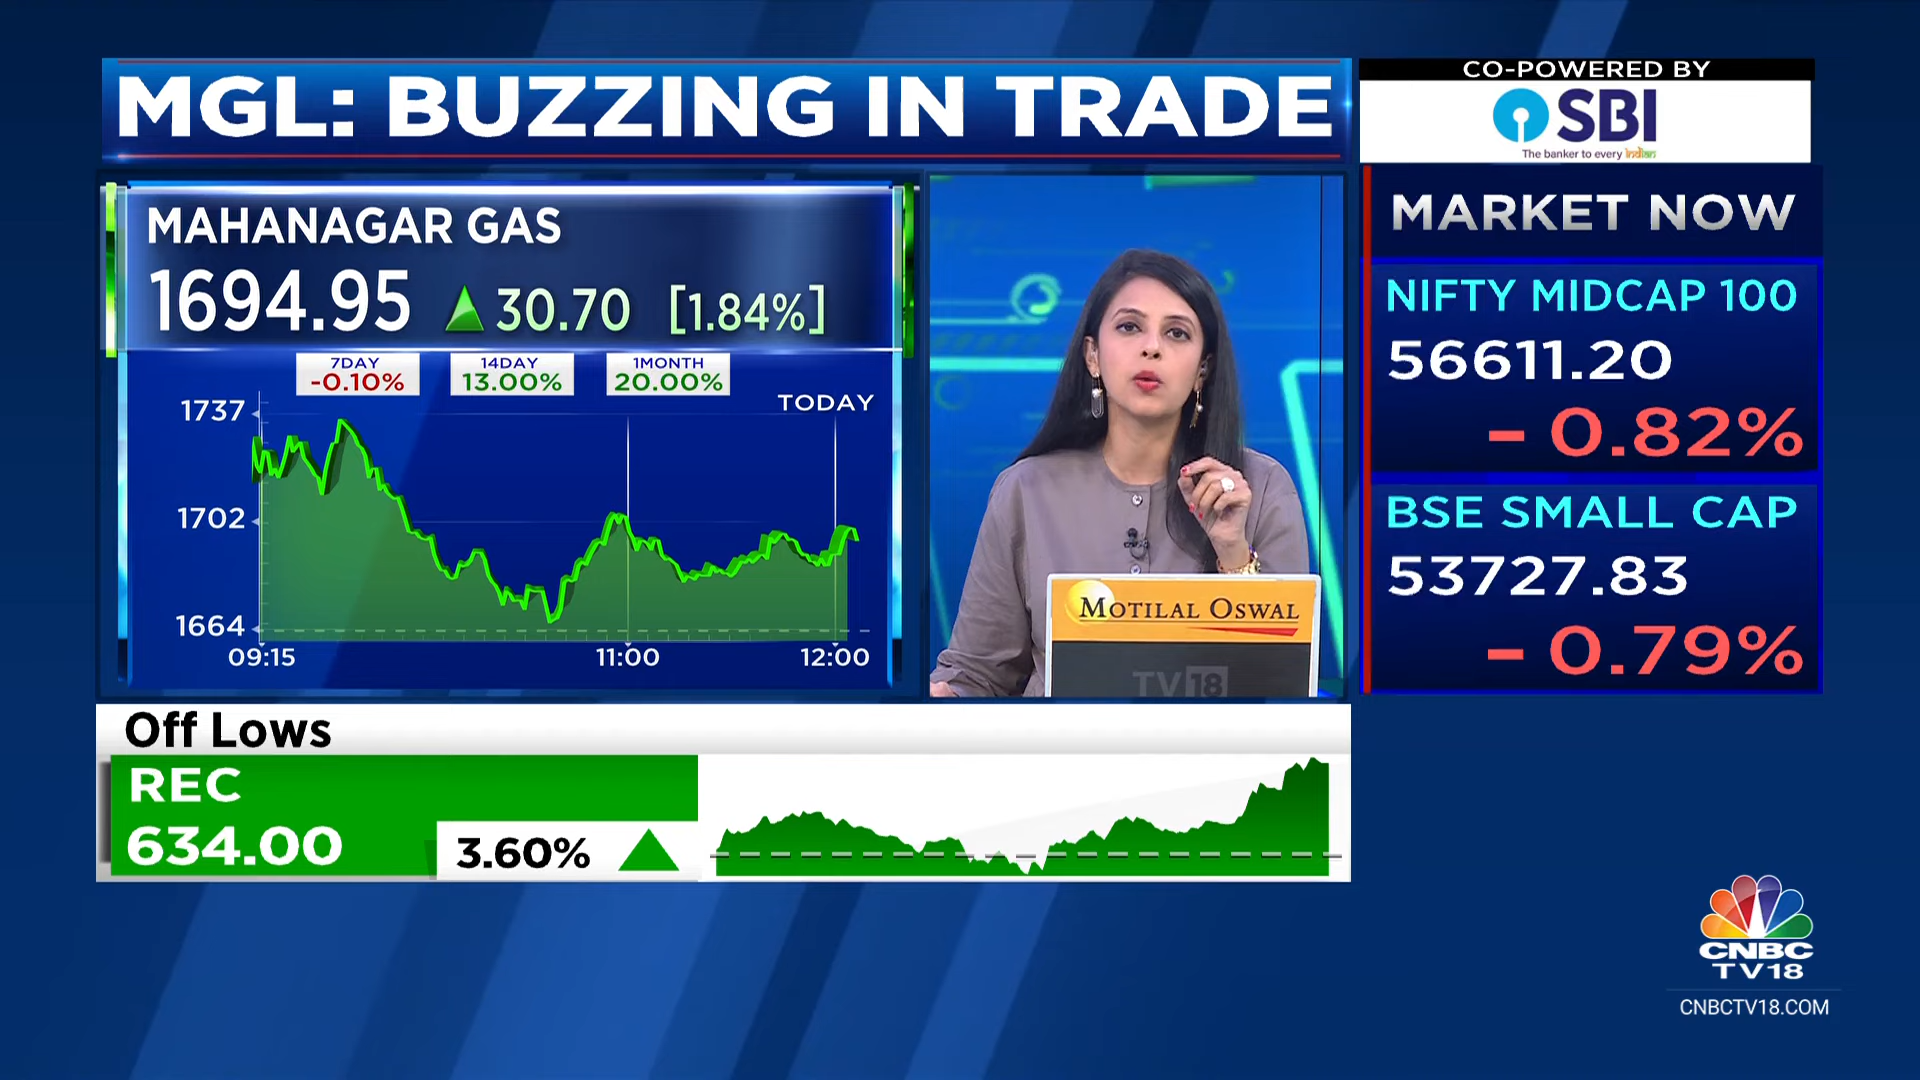 MGL: BUZZING IN TRADE
CO-POWERED BY
SBI
The banker to every indian
MAHANAGAR GAS
1694.95 ▲ 30.70 [1.84%]
7DAY
-0.10%
14DAY
13.00%
1MONTH
20.00%
TODAY
1737
1702
1664
09:15 11:00 12:00
MOTILAL OSWAL
TV18
MARKET NOW
NIFTY MIDCAP 100
56611.20
– 0.82%
BSE SMALL CAP
53727.83
– 0.79%
Off Lows
REC
634.00
3.60% ▲
CNBC
TV18
CNBCTV18.COM